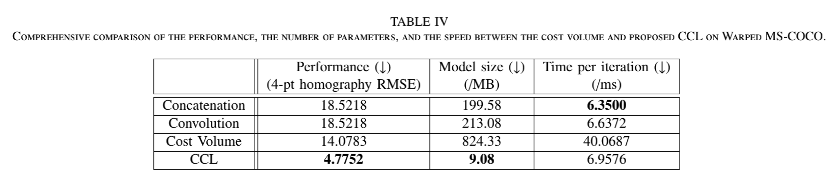 TABLE IV
COMPREHENSIVE COMPARISON OF THE PERFORMANCE, THE NUMBER OF PARAMETERS, AND THE SPEED BETWEEN THE COST VOLUME AND PROPOSED CCL ON WARPED MS-COCO.
Performance (↓) Model size (↓) Time per iteration (↓)
(4-pt homography RMSE) (/MB) (/ms)
Concatenation 18.5218 199.58 6.3500
Convolution 18.5218 213.08 6.6372
Cost Volume 14.0783 824.33 40.0687
CCL 4.7752 9.08 6.9576